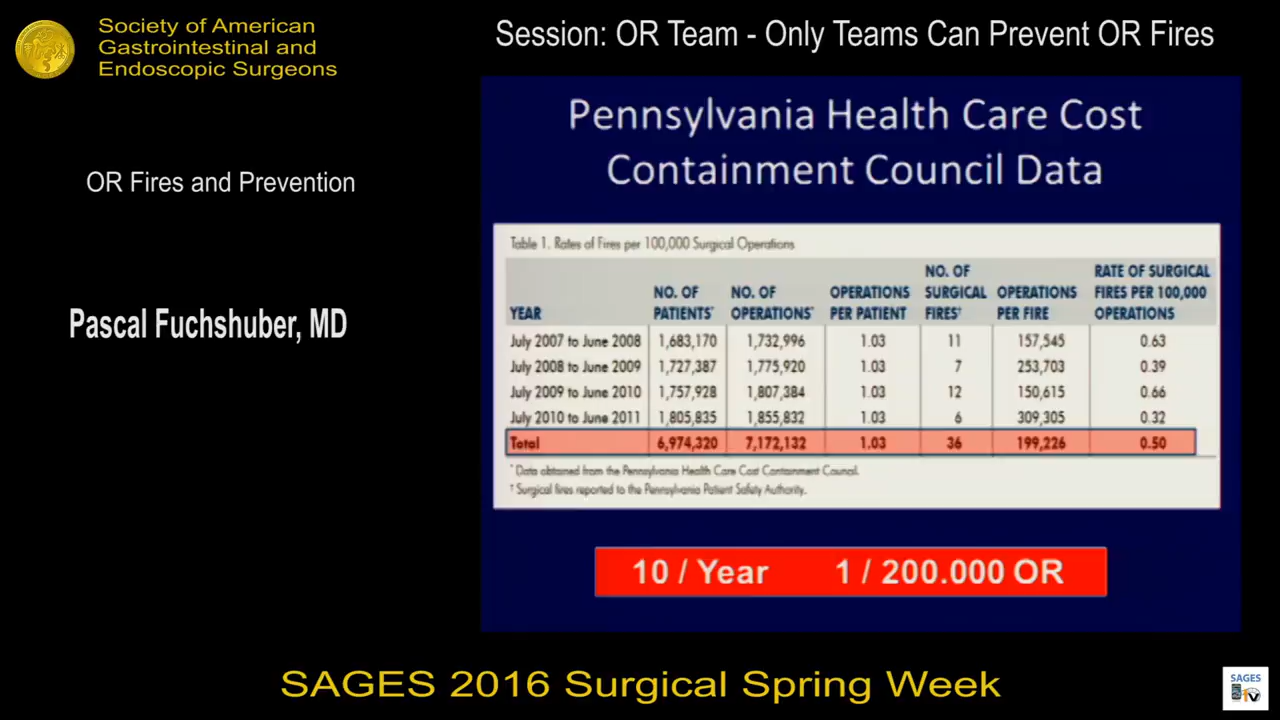 Society of American
Gastrointestinal and
Endoscopic Surgeons
Session: OR Team - Only Teams Can Prevent OR Fires
OR Fires and Prevention
Pascal Fuchshuber, MD
Pennsylvania Health Care Cost
Containment Council Data
Table 1. Rates of Fires per 100,000 Surgical Operations
YEAR NO. OF PATIENTS* NO. OF OPERATIONS* OPERATIONS PER PATIENT NO. OF SURGICAL FIRES† OPERATIONS PER FIRE RATE OF SURGICAL FIRES PER 100,000 OPERATIONS
July 2007 to June 2008 1,683,170 1,732,996 1.03 11 157,545 0.63
July 2008 to June 2009 1,727,387 1,775,920 1.03 7 253,703 0.39
July 2009 to June 2010 1,757,928 1,807,384 1.03 12 150,615 0.66
July 2010 to June 2011 1,805,835 1,855,832 1.03 6 309,305 0.32
Total 6,974,320 7,172,132 1.03 36 199,226 0.50
* Data obtained from the Pennsylvania Health Care Cost Containment Council.
† Surgical fires reported to the Pennsylvania Patient Safety Authority.
10 / Year 1 / 200.000 OR
SAGES 2016 Surgical Spring Week
SAGES
TV